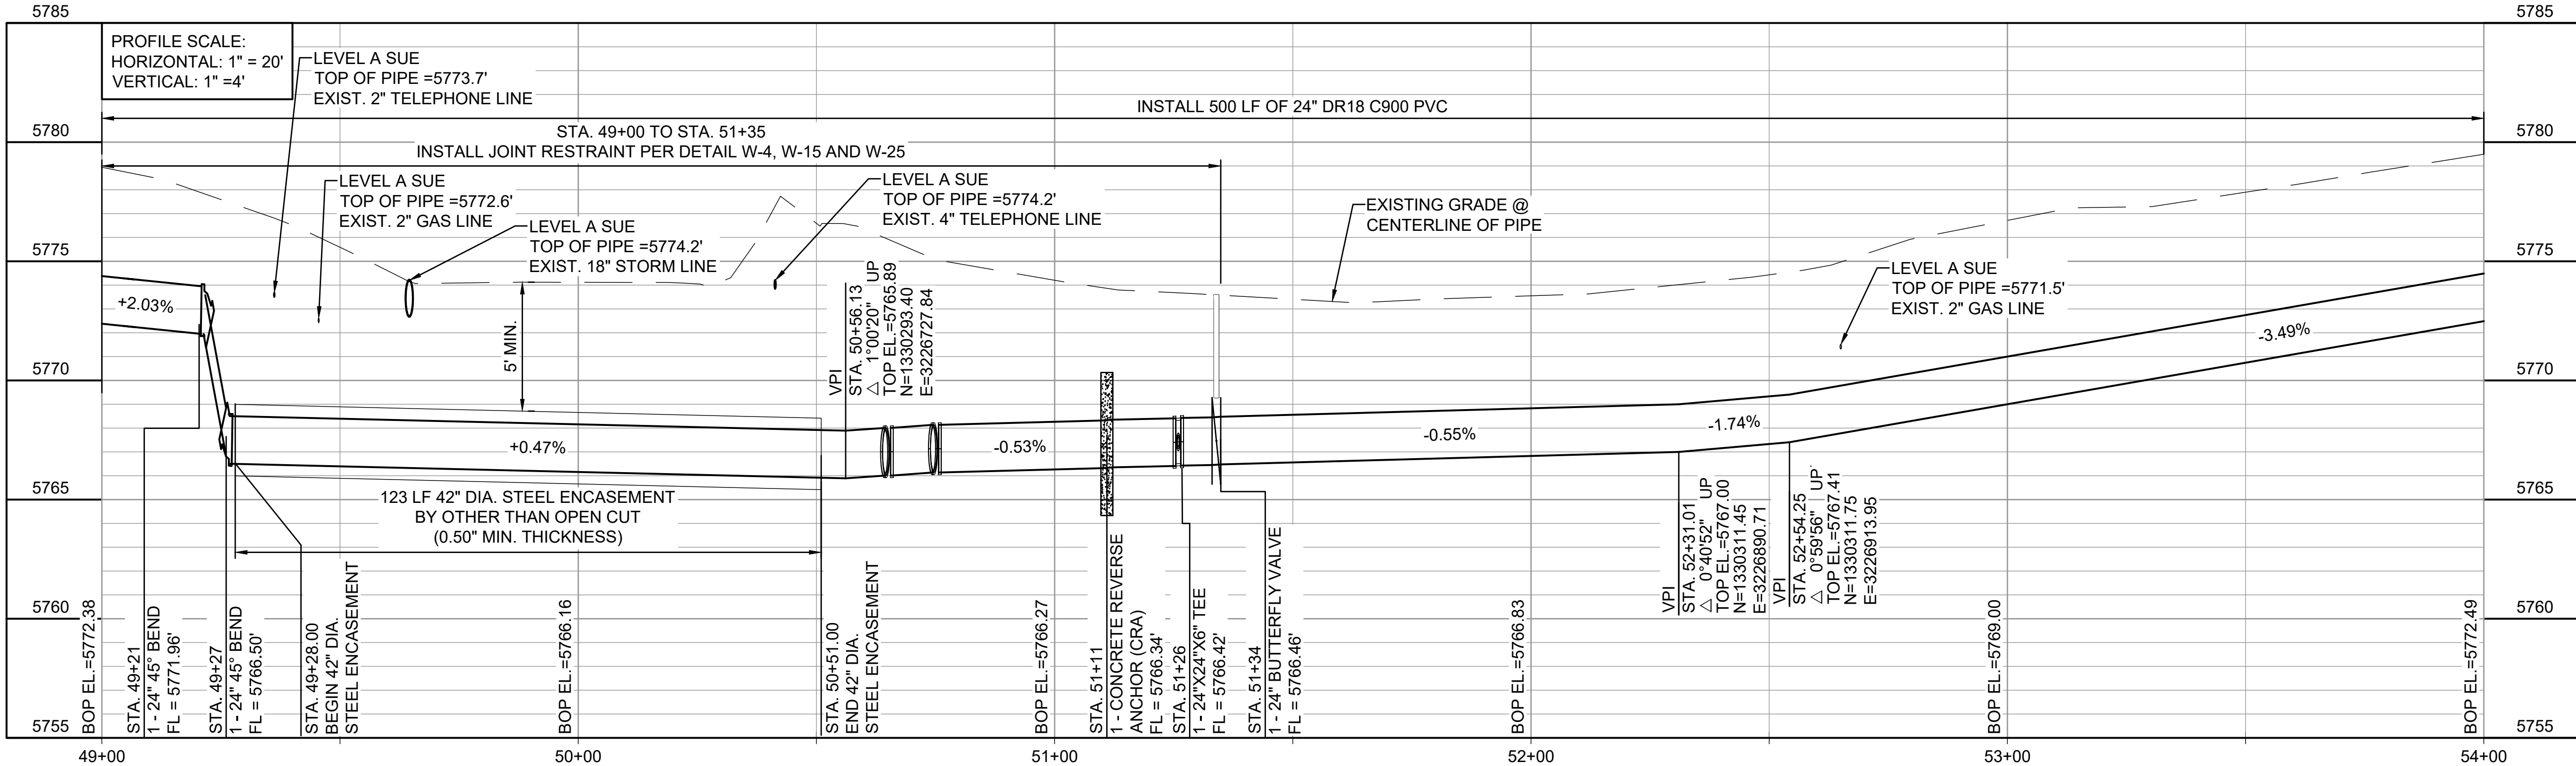 5785
5785
PROFILE SCALE:
HORIZONTAL: 1" = 20'
VERTICAL: 1" =4'
LEVEL A SUE
TOP OF PIPE =5773.7'
EXIST. 2" TELEPHONE LINE
INSTALL 500 LF OF 24" DR18 C900 PVC
5780
5780
STA. 49+00 TO STA. 51+35
INSTALL JOINT RESTRAINT PER DETAIL W-4, W-15 AND W-25
LEVEL A SUE
TOP OF PIPE =5772.6'
EXIST. 2" GAS LINE
LEVEL A SUE
TOP OF PIPE =5774.2'
EXIST. 18" STORM LINE
LEVEL A SUE
TOP OF PIPE =5774.2'
EXIST. 4" TELEPHONE LINE
EXISTING GRADE @
CENTERLINE OF PIPE
5775
5775
LEVEL A SUE
TOP OF PIPE =5771.5'
EXIST. 2" GAS LINE
+2.03%
5' MIN.
VPI
STA. 50+56.13
△ 1°00'20" UP
TOP EL.=5765.89
N=1330293.40
E=3226727.84
-3.49%
5770
5770
+0.47%
-0.53%
-0.55%
-1.74%
5765
5765
123 LF 42" DIA. STEEL ENCASEMENT
BY OTHER THAN OPEN CUT
(0.50" MIN. THICKNESS)
VPI
STA. 52+31.01
△ 0°40'52" UP
TOP EL.=5767.00
N=1330311.45
E=3226890.71
VPI
STA. 52+54.25
△ 0°59'56" UP
TOP EL.=5767.41
N=1330311.75
E=3226913.95
5760
5760
BOP EL.=5772.38
STA. 49+21
1 - 24" 45° BEND
FL = 5771.96'
STA. 49+27
1 - 24" 45° BEND
FL = 5766.50'
STA. 49+28.00
BEGIN 42" DIA.
STEEL ENCASEMENT
BOP EL.=5766.16
STA. 50+51.00
END 42" DIA.
STEEL ENCASEMENT
BOP EL.=5766.27
STA. 51+11
1 - CONCRETE REVERSE
ANCHOR (CRA)
FL = 5766.34'
STA. 51+26
1 - 24"X24"X6" TEE
FL = 5766.42'
STA. 51+34
1 - 24" BUTTERFLY VALVE
FL = 5766.46'
BOP EL.=5766.83
BOP EL.=5769.00
BOP EL.=5772.49
5755
5755
49+00
50+00
51+00
52+00
53+00
54+00